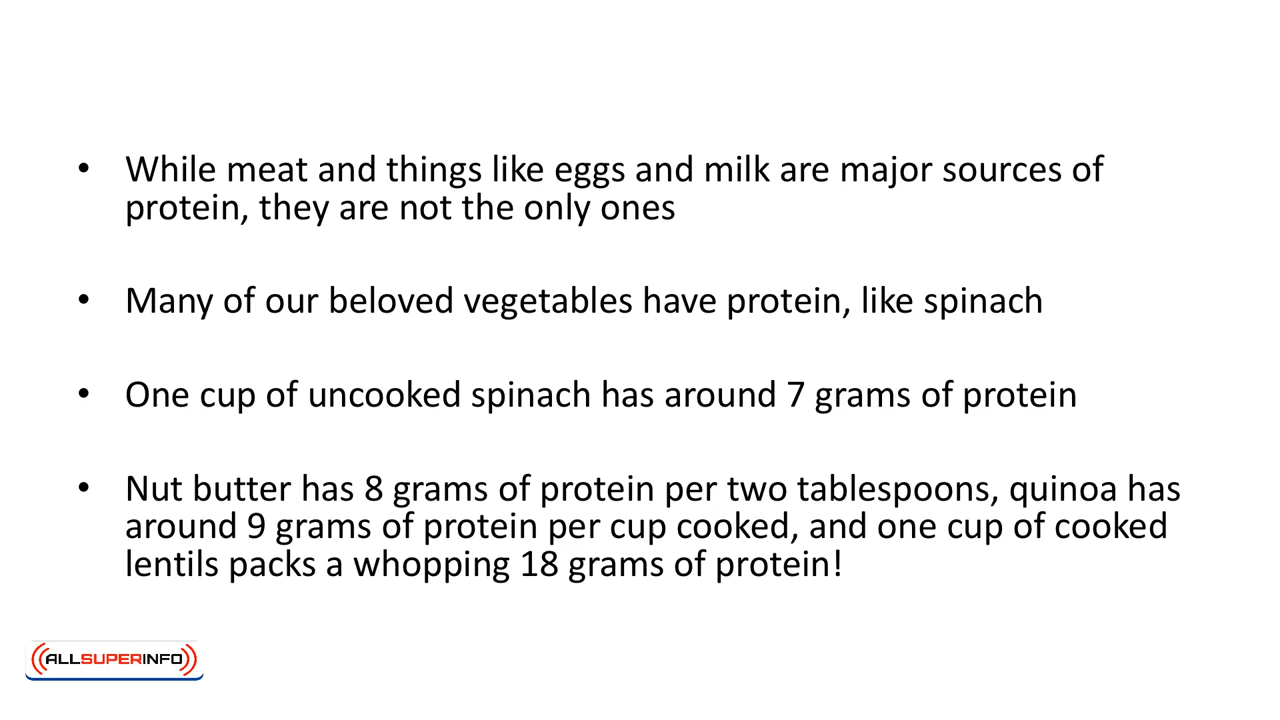 • While meat and things like eggs and milk are major sources of
protein, they are not the only ones
• Many of our beloved vegetables have protein, like spinach
• One cup of uncooked spinach has around 7 grams of protein
• Nut butter has 8 grams of protein per two tablespoons, quinoa has
around 9 grams of protein per cup cooked, and one cup of cooked
lentils packs a whopping 18 grams of protein!
ALLSUPERINFO